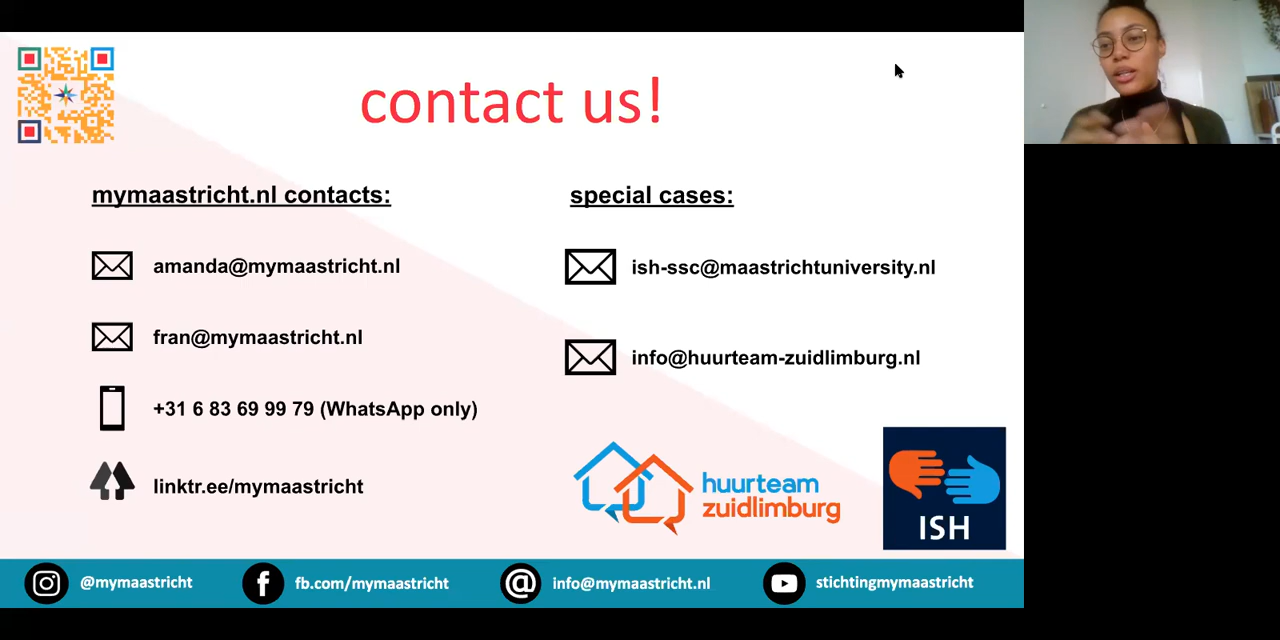 contact us!
mymaastricht.nl contacts:
amanda@mymaastricht.nl
fran@mymaastricht.nl
+31 6 83 69 99 79 (WhatsApp only)
linktr.ee/mymaastricht
special cases:
ish-ssc@maastrichtuniversity.nl
info@huurteam-zuidlimburg.nl
huurteam
zuidlimburg
ISH
@mymaastricht
fb.com/mymaastricht
info@mymaastricht.nl
stichtingmymaastricht